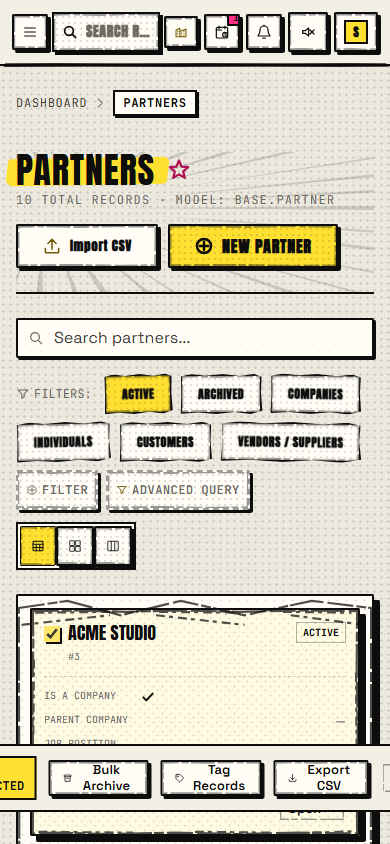 SEARCH R...
S
DASHBOARD > PARTNERS
PARTNERS
10 TOTAL RECORDS · MODEL: BASE.PARTNER
Import CSV
NEW PARTNER
Search partners...
FILTERS:
ACTIVE
ARCHIVED
COMPANIES
INDIVIDUALS
CUSTOMERS
VENDORS / SUPPLIERS
FILTER
ADVANCED QUERY
ACME STUDIO
ACTIVE
#3
IS A COMPANY
PARENT COMPANY
—
JOB POSITION
Bulk Archive
Tag Records
Export CSV